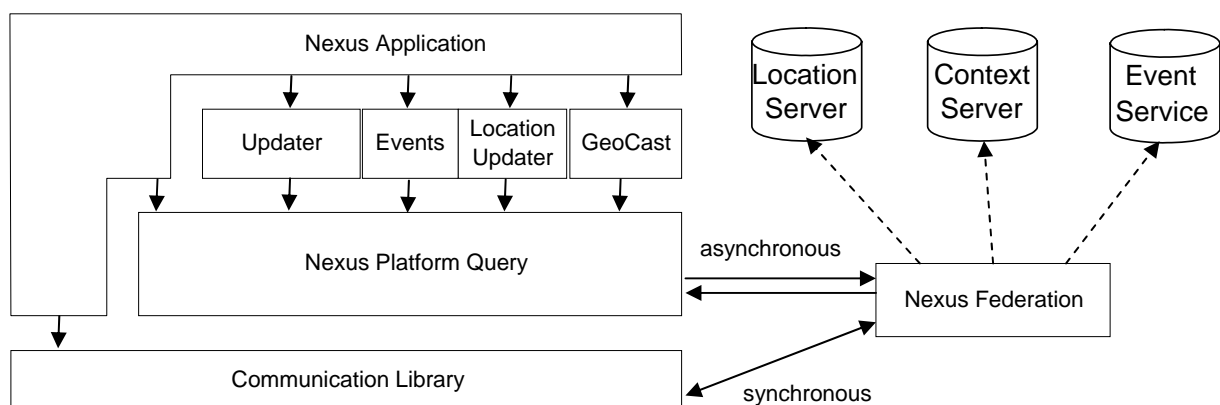 Nexus Application
Location
Server
Context
Server
Event
Service
Updater
Events
Location
Updater
GeoCast
Nexus Platform Query
asynchronous
Nexus Federation
Communication Library
synchronous